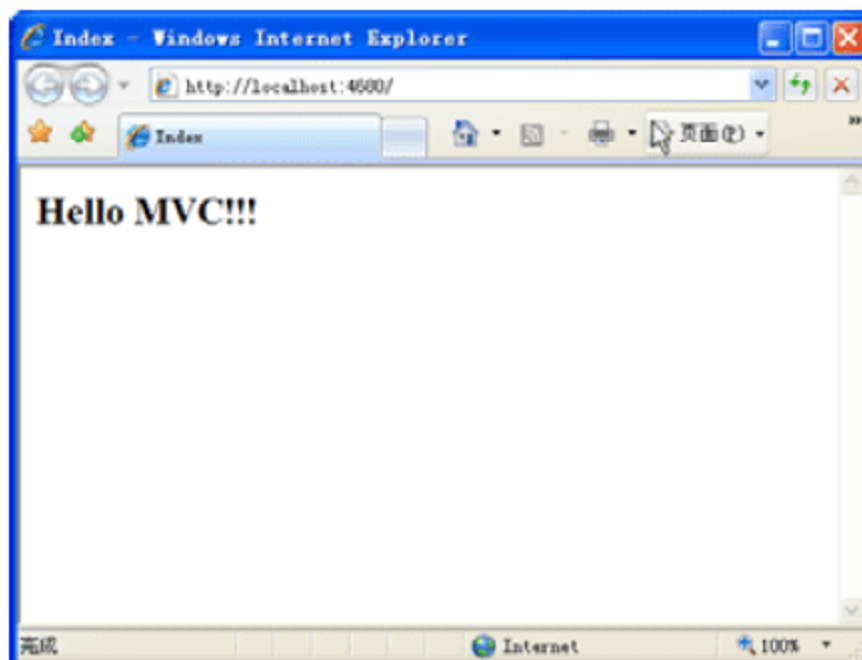 Index - Windows Internet Explorer
http://localhost:4680/
Index
页面(P)
Hello MVC!!!
完成
Internet
100%